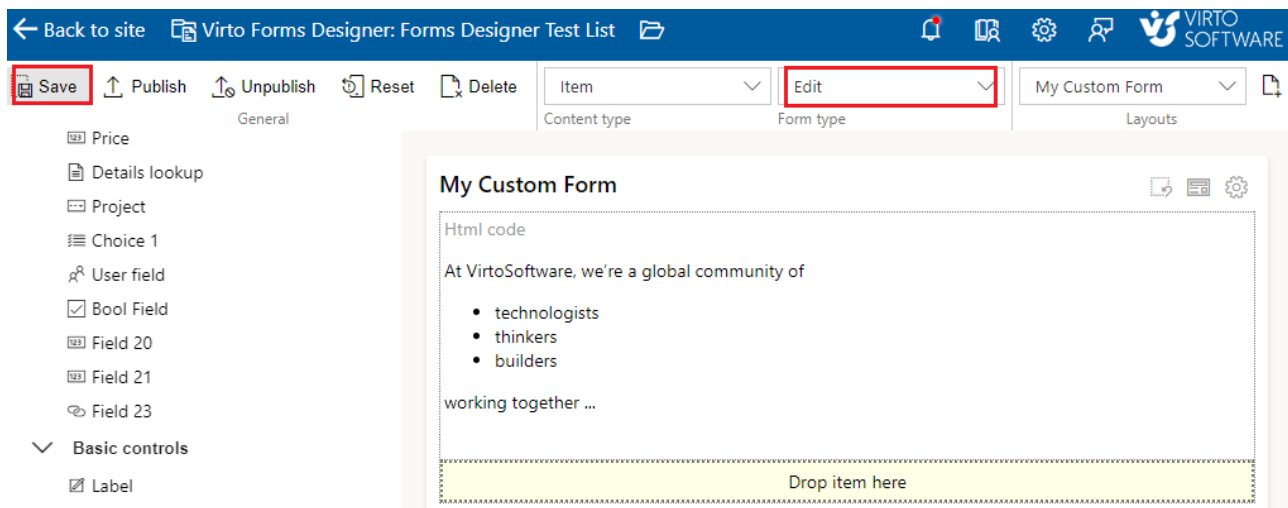 Back to site Virto Forms Designer: Forms Designer Test List VIRTO
SOFTWARE
Save Publish Unpublish Reset Delete Item Edit My Custom Form
General Content type Form type Layouts
123 Price
Details lookup
Project
Choice 1
User field
Bool Field
123 Field 20
123 Field 21
Field 23
Basic controls
Label
My Custom Form
Html code
At VirtoSoftware, we’re a global community of
• technologists
• thinkers
• builders
working together ...
Drop item here